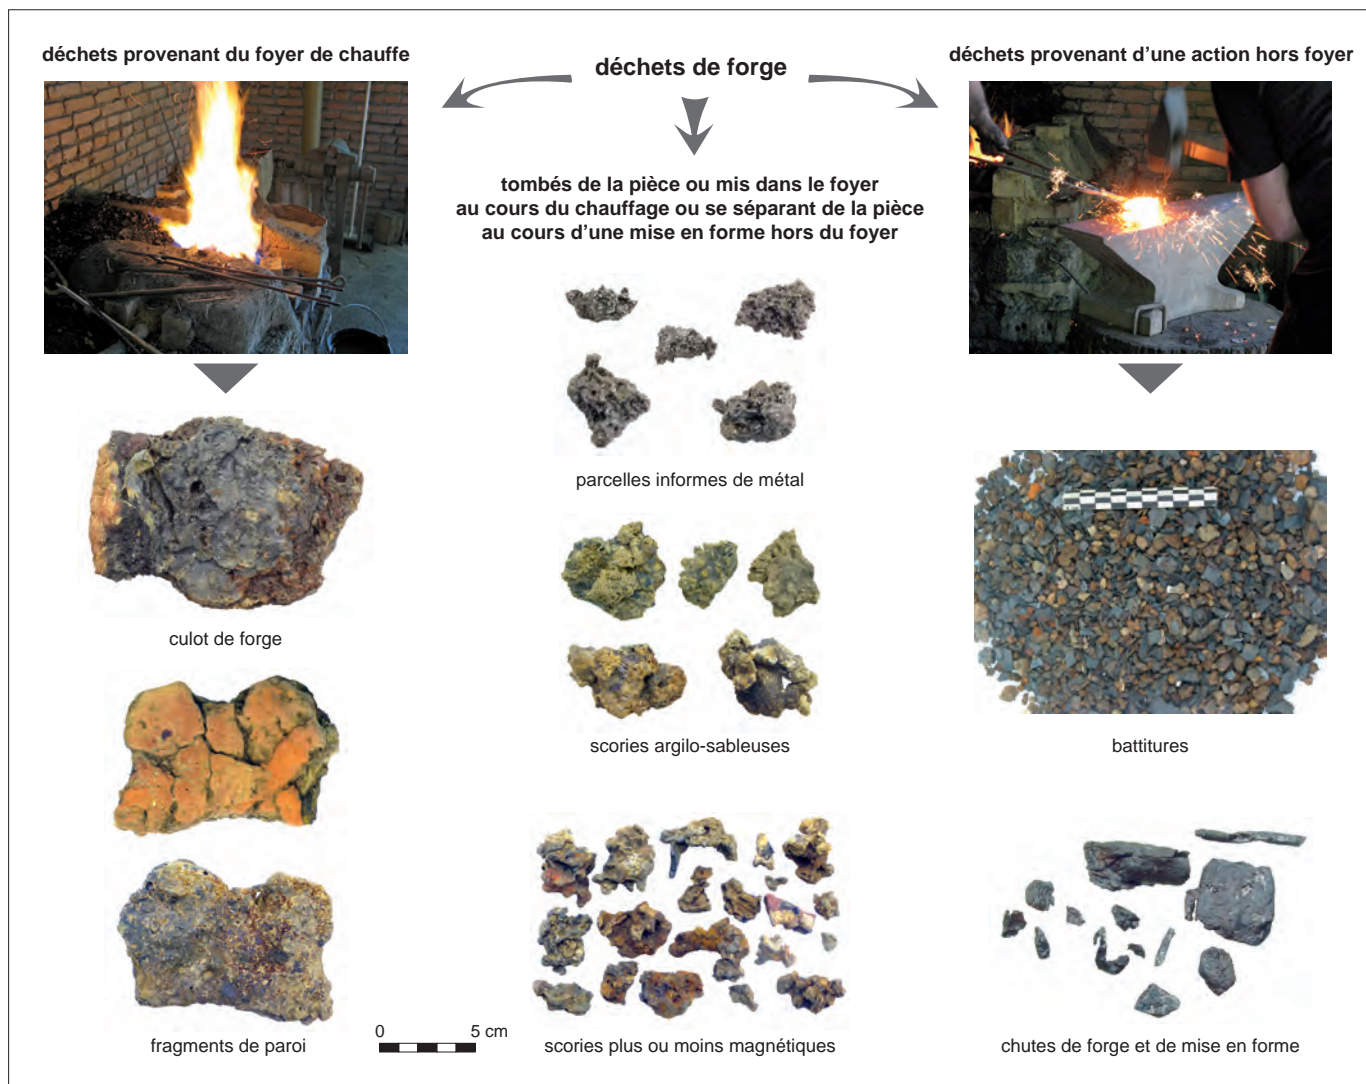 déchets provenant du foyer de chauffe
déchets de forge
déchets provenant d'une action hors foyer
tombés de la pièce ou mis dans le foyer
au cours du chauffage ou se séparant de la pièce
au cours d'une mise en forme hors du foyer
parcelles informes de métal
culot de forge
scories argilo-sableuses
battitures
0 5 cm
fragments de paroi
scories plus ou moins magnétiques
chutes de forge et de mise en forme